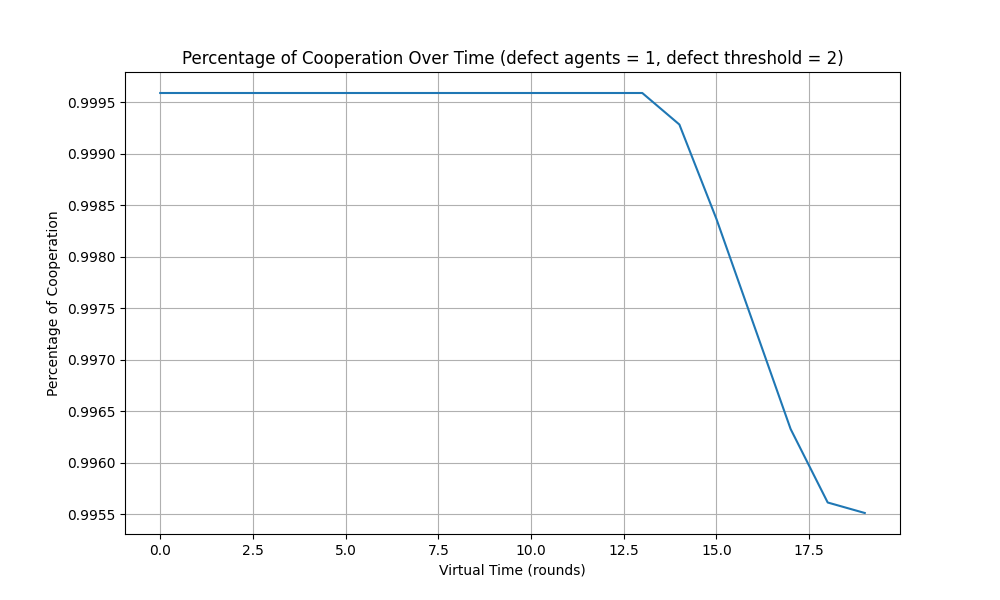 Percentage of Cooperation Over Time (defect agents = 1, defect threshold = 2)
Percentage of Cooperation
0.9995
0.9990
0.9985
0.9980
0.9975
0.9970
0.9965
0.9960
0.9955
0.0 2.5 5.0 7.5 10.0 12.5 15.0 17.5
Virtual Time (rounds)